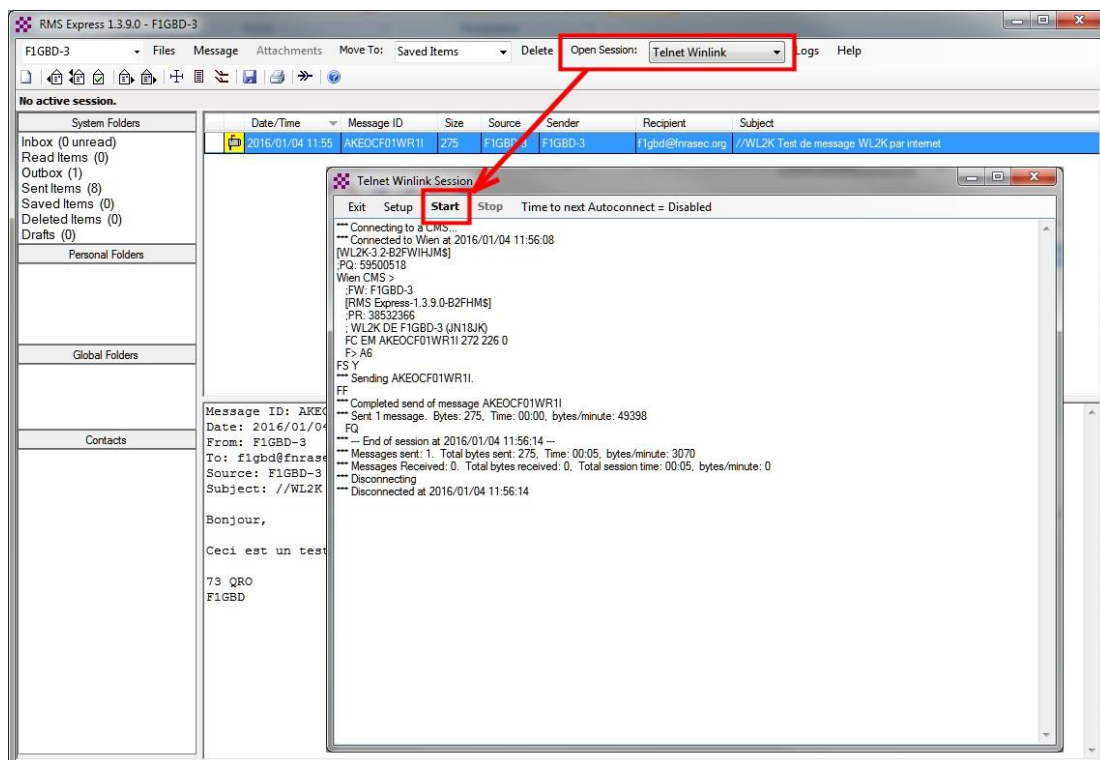 RMS Express 1.3.9.0 - F1GBD-3
F1GBD-3 Files Message Attachments Move To: Saved Items Delete Open Session: Telnet Winlink Logs Help
No active session.
System Folders
Inbox (0 unread)
Read Items (0)
Outbox (1)
Sent Items (8)
Saved Items (0)
Deleted Items (0)
Drafts (0)
Personal Folders
Global Folders
Contacts
Date/Time Message ID Size Source Sender Recipient Subject
2016/01/04 11:55 AKEOCF01WR1I 275 F1GBD-3 F1GBD-3 f1gbd@fnrasec.org //WL2K Test de message WL2K par internet
Message ID: AKEO
Date: 2016/01/04
From: F1GBD-3
To: f1gbd@fnrase
Source: F1GBD-3
Subject: //WL2K
Bonjour,
Ceci est un test
73 QRO
F1GBD
Telnet Winlink Session
Exit Setup Start Stop Time to next Autoconnect = Disabled
*** Connecting to a CMS...
*** Connected to Wien at 2016/01/04 11:56:08
[WL2K-3.2-B2FWIHJM$]
;PQ: 59500518
Wien CMS >
;FW: F1GBD-3
[RMS Express-1.3.9.0-B2FHM$]
;PR: 38532366
; WL2K DE F1GBD-3 (JN18JK)
FC EM AKEOCF01WR1I 272 226 0
F> A6
FS Y
*** Sending AKEOCF01WR1I.
FF
*** Completed send of message AKEOCF01WR1I
*** Sent 1 message. Bytes: 275, Time: 00:00, bytes/minute: 49398
FQ
*** --- End of session at 2016/01/04 11:56:14 ---
*** Messages sent: 1. Total bytes sent: 275, Time: 00:05, bytes/minute: 3070
*** Messages Received: 0. Total bytes received: 0, Total session time: 00:05, bytes/minute: 0
*** Disconnecting
*** Disconnected at 2016/01/04 11:56:14